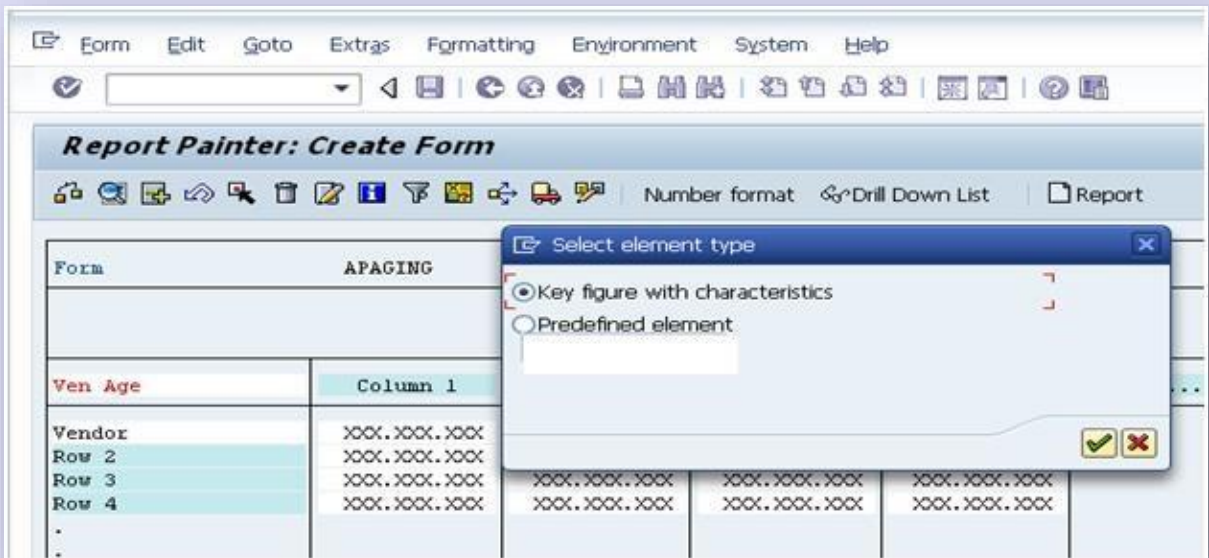 Form Edit Goto Extras Formatting Environment System Help
Report Painter: Create Form
Number format Drill Down List Report
Select element type
Form APAGING
Key figure with characteristics
Predefined element
Ven Age Column 1 ...
Vendor XXX.XXX.XXX
Row 2 XXX.XXX.XXX
Row 3 XXX.XXX.XXX XXX.XXX.XXX XXX.XXX.XXX XXX.XXX.XXX
Row 4 XXX.XXX.XXX XXX.XXX.XXX XXX.XXX.XXX XXX.XXX.XXX
.
.